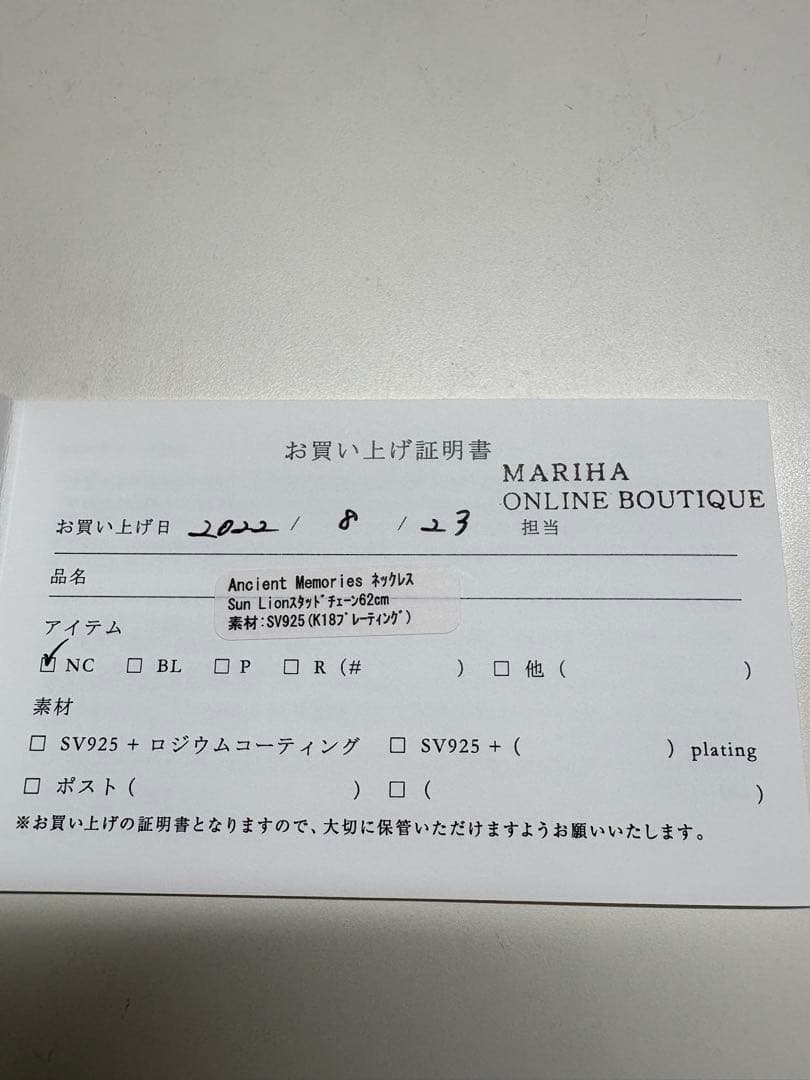 お買い上げ証明書
MARIHA
ONLINE BOUTIQUE
お買い上げ日 2022 / 8 / 23 担当
品名
Ancient Memories ﾈｯｸﾚｽ
Sun Lionｽﾀｯﾄﾞﾁｪｰﾝ62cm
素材:SV925(K18ﾌﾟﾚｰﾃｨﾝｸﾞ)
アイテム
☑ NC □ BL □ P □ R (# ) □ 他 ( )
素材
□ SV925 + ロジウムコーティング □ SV925 + ( ) plating
□ ポスト ( ) □ ( )
※お買い上げの証明書となりますので、大切に保管いただけますようお願いいたします。